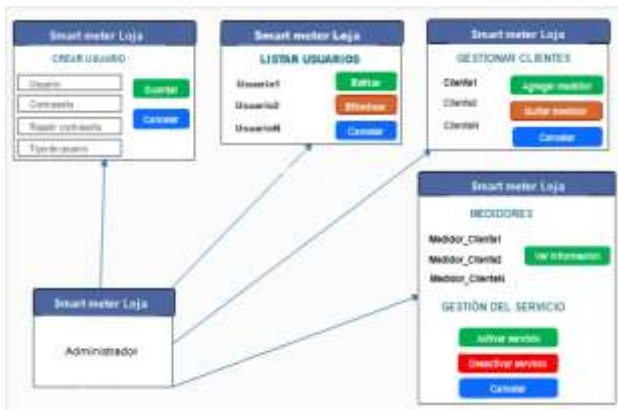 Smart meter Loja
CREAR USUARIO
Usuario
Contraseña
Repetir contraseña
Tipo de usuario
Guardar
Cancelar
Smart meter Loja
LISTAR USUARIOS
Usuario1
Usuario2
UsuarioN
Editar
Eliminar
Cancelar
Smart meter Loja
GESTIONAR CLIENTES
Cliente1
Cliente2
ClienteN
Agregar medidor
Quitar medidor
Cancelar
Smart meter Loja
MEDIDORES
Medidor_Cliente1
Medidor_Cliente2
Medidor_ClienteN
Ver informacion
GESTIÓN DEL SERVICIO
Activar servicio
Desactivar servicio
Cancelar
Smart meter Loja
Administrador